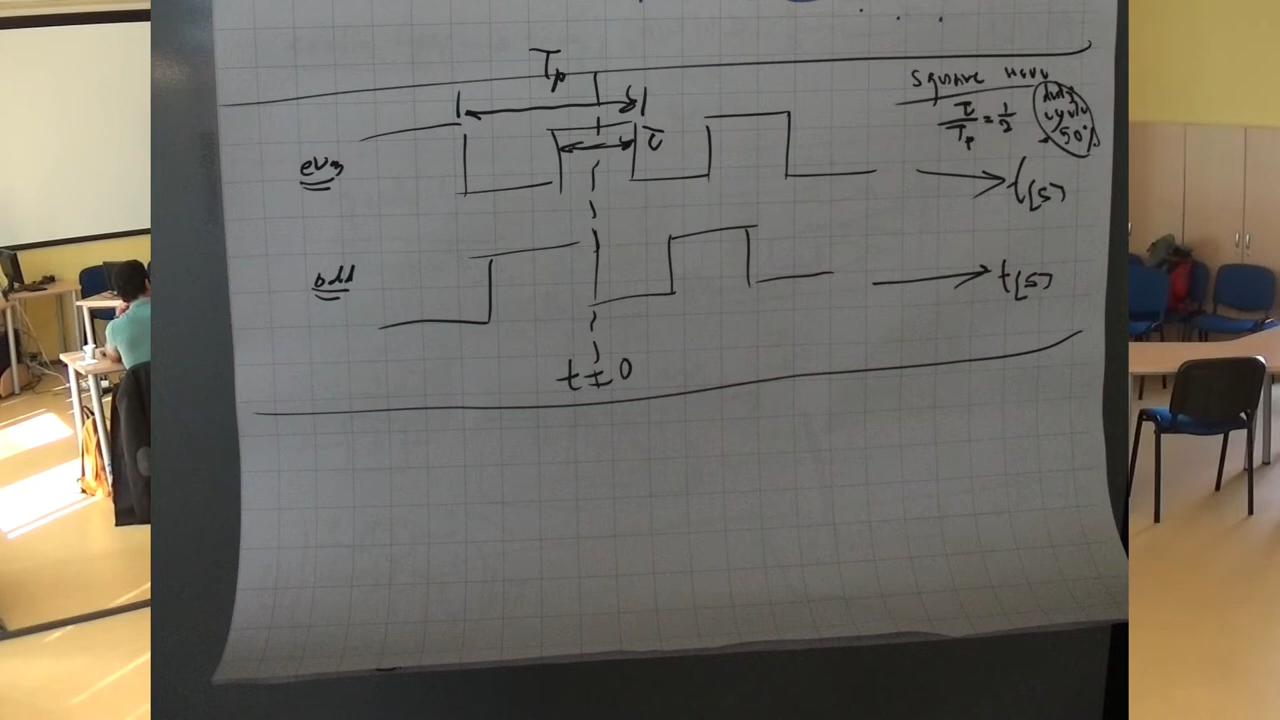 Tp
square wave
τ/Tp = 1/2
duty cycle 50%
τ
even
t[s]
odd
t[s]
t = 0